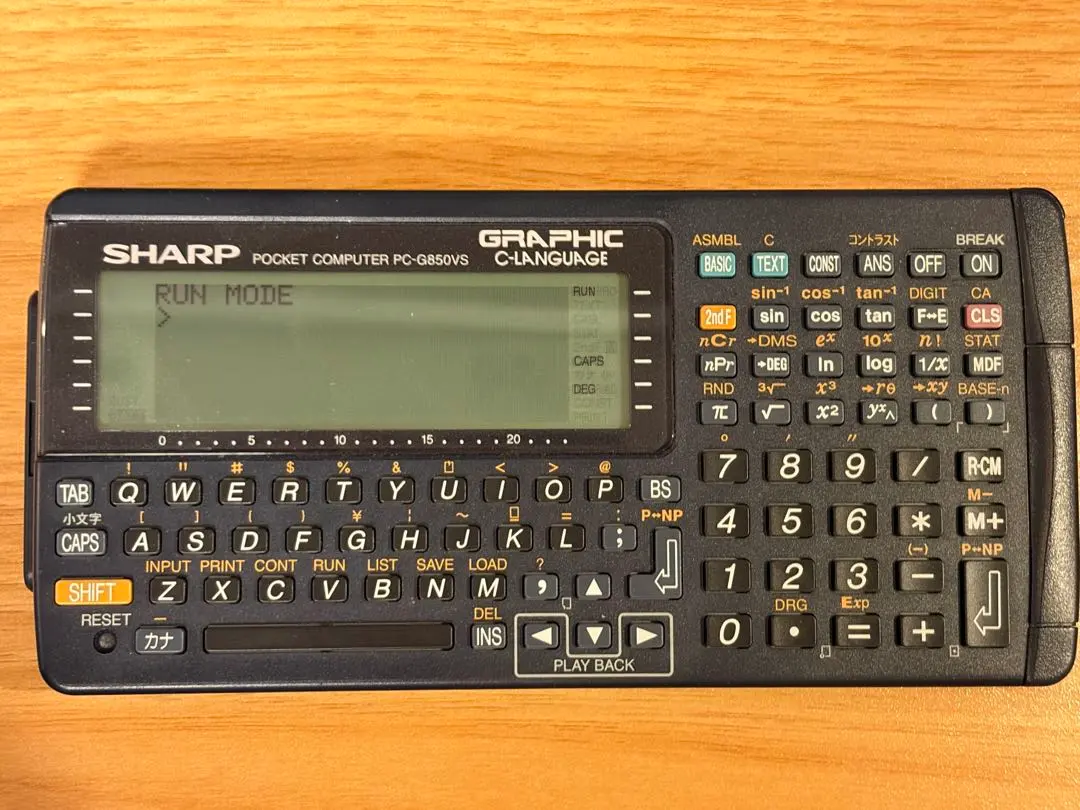 SHARP POCKET COMPUTER PC-G850VS
GRAPHIC
C-LANGUAGE
RUN MODE
>
RUN
CAPS
DEG
0 5 10 15 20
ASMBL C コントラスト BREAK
BASIC TEXT CONST ANS OFF ON
sin⁻¹ cos⁻¹ tan⁻¹ DIGIT CA
2ndF sin cos tan F↔E CLS
nCr →DMS eˣ 10ˣ n! STAT
nPr →DEG ln log 1/x MDF
RND ³√ x³ →rθ →xy BASE-n
π √ x² yˣ^ ( )
° ′ ″
7 8 9 / R·CM
M−
4 5 6 * M+
(−) P↔NP
1 2 3 −
DRG Exp
0 • = +
! " # $ % & < > @
TAB Q W E R T Y U I O P BS
小文字 [ ] { } ¥ ¦ ~ = : P↔NP
CAPS A S D F G H J K L ;
INPUT PRINT CONT RUN LIST SAVE LOAD ?
SHIFT Z X C V B N M , ▲
RESET – DEL
カナ INS ◀ ▼ ▶
PLAY BACK